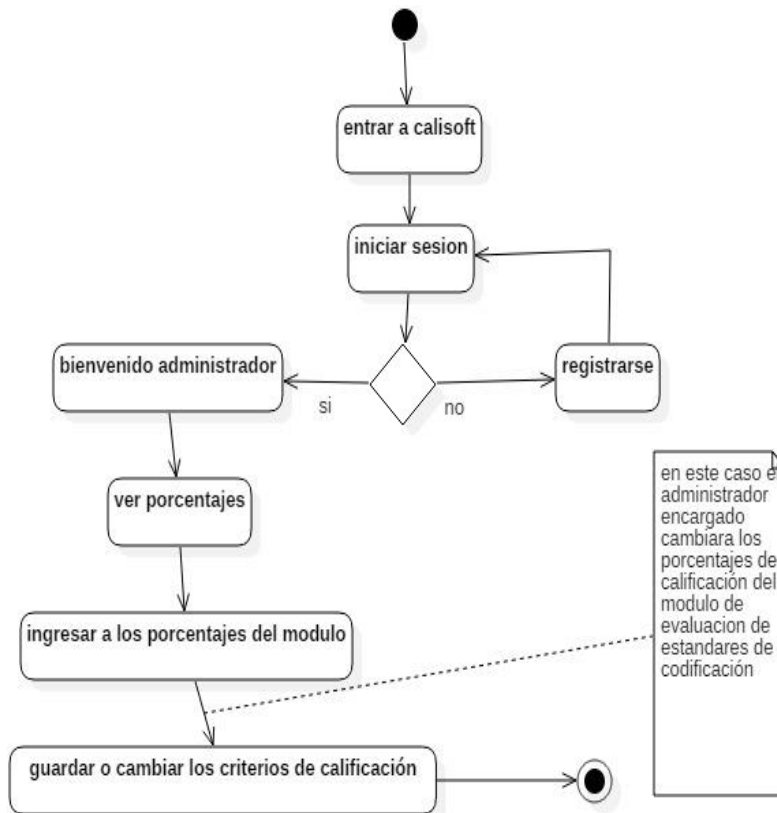 entrar a calisoft
iniciar sesion
bienvenido administrador
registrarse
si
no
ver porcentajes
en este caso e
administrador
encargado
cambiara los
porcentajes de
calificación del
modulo de
evaluacion de
estandares de
codificación
ingresar a los porcentajes del modulo
guardar o cambiar los criterios de calificación